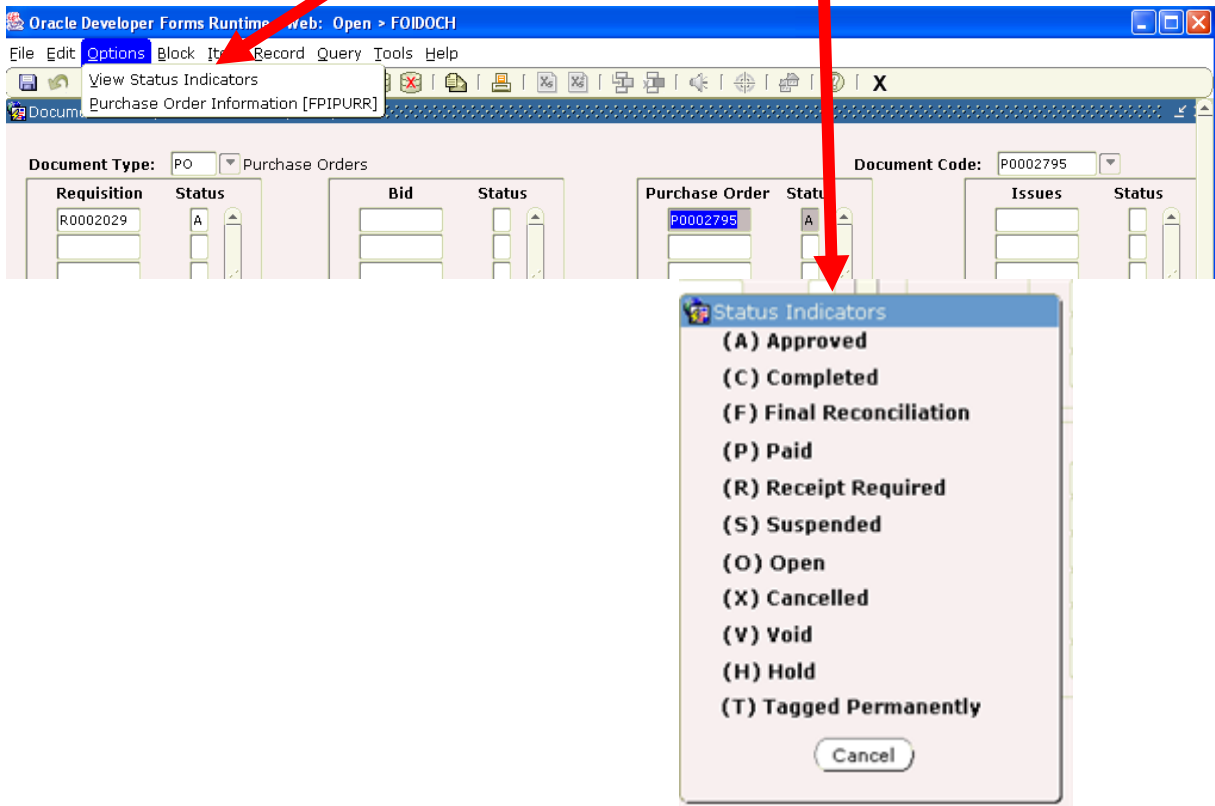 Oracle Developer Forms Runtime Web: Open > FOIDOCH
File Edit Options Block Record Query Tools Help
View Status Indicators
Purchase Order Information [FPIPURR]
X
Document Type: PO Purchase Orders Document Code: P0002795
Requisition Status Bid Status Purchase Order Status Issues Status
R0002029 A P0002795 A
Status Indicators
(A) Approved
(C) Completed
(F) Final Reconciliation
(P) Paid
(R) Receipt Required
(S) Suspended
(O) Open
(X) Cancelled
(V) Void
(H) Hold
(T) Tagged Permanently
Cancel